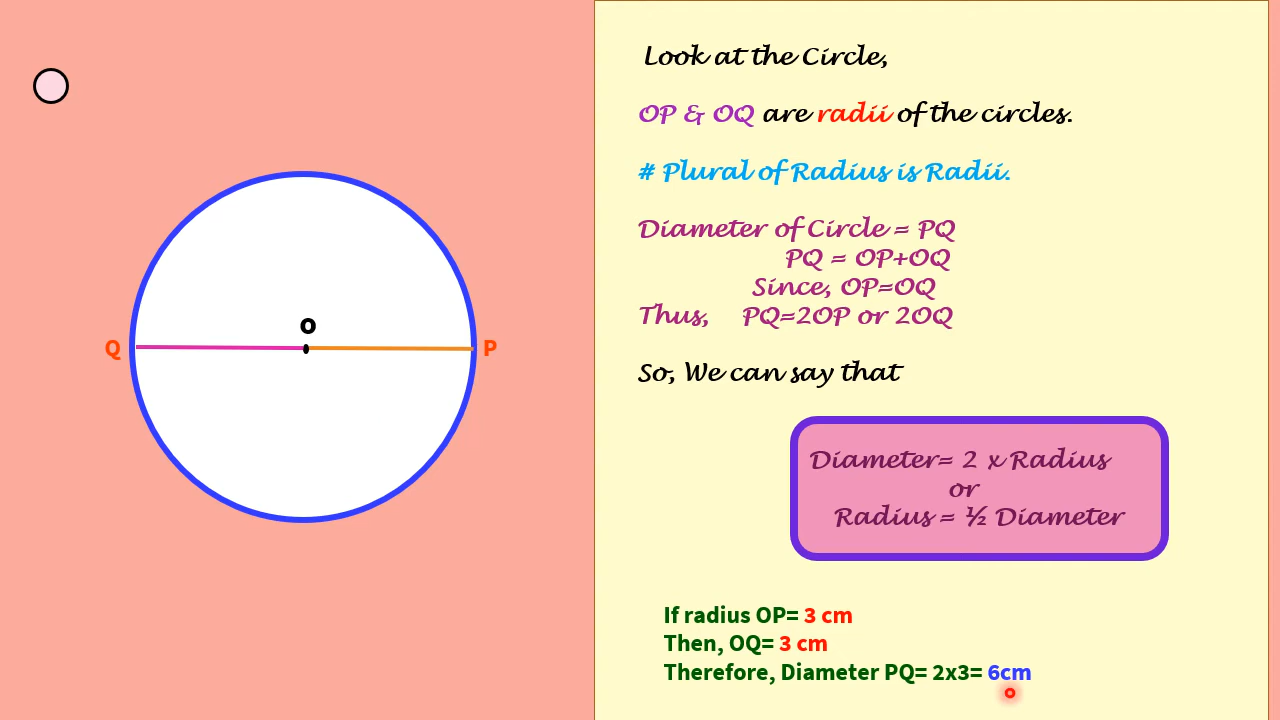 Look at the Circle,
OP & OQ are radii of the circles.
# Plural of Radius is Radii.
Diameter of Circle = PQ
PQ = OP+OQ
Since, OP=OQ
Thus, PQ=2OP or 2OQ
So, We can say that
Diameter= 2 x Radius
or
Radius = ½ Diameter
If radius OP= 3 cm
Then, OQ= 3 cm
Therefore, Diameter PQ= 2x3= 6cm
O
Q
P